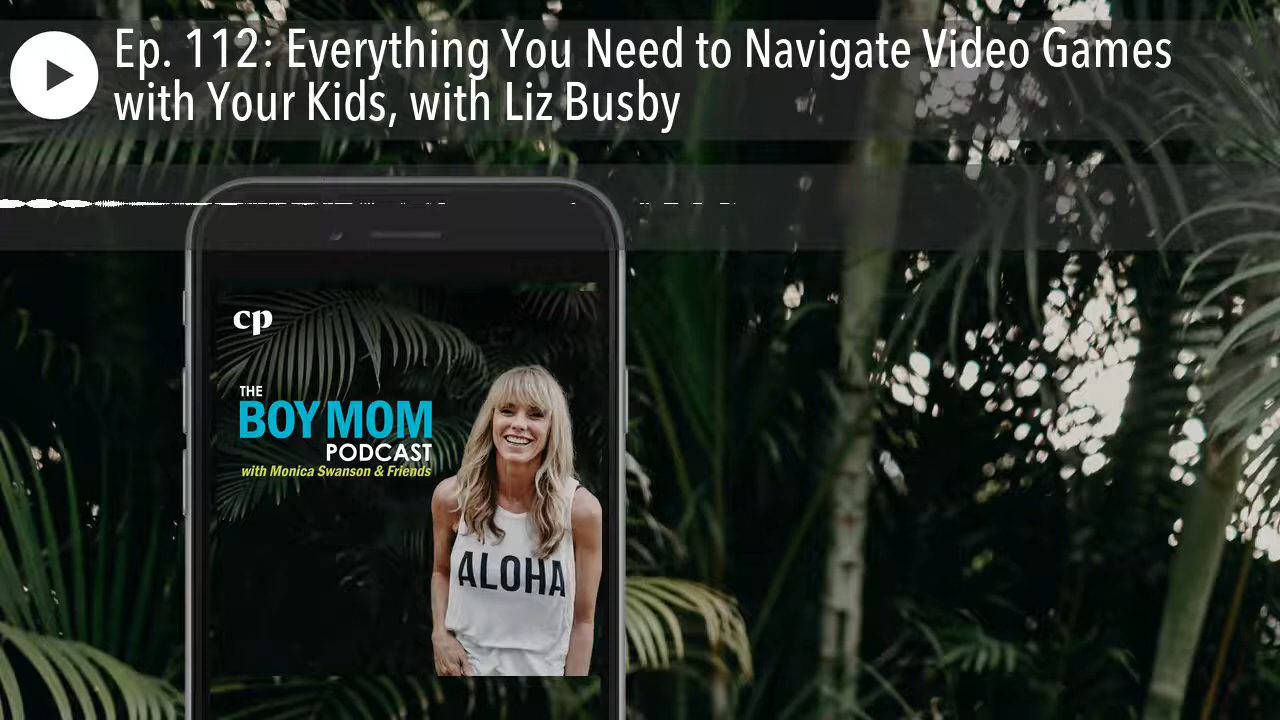 Ep. 112: Everything You Need to Navigate Video Games
with Your Kids, with Liz Busby
cp
THE
BOY MOM
PODCAST
with Monica Swanson & Friends
ALOHA